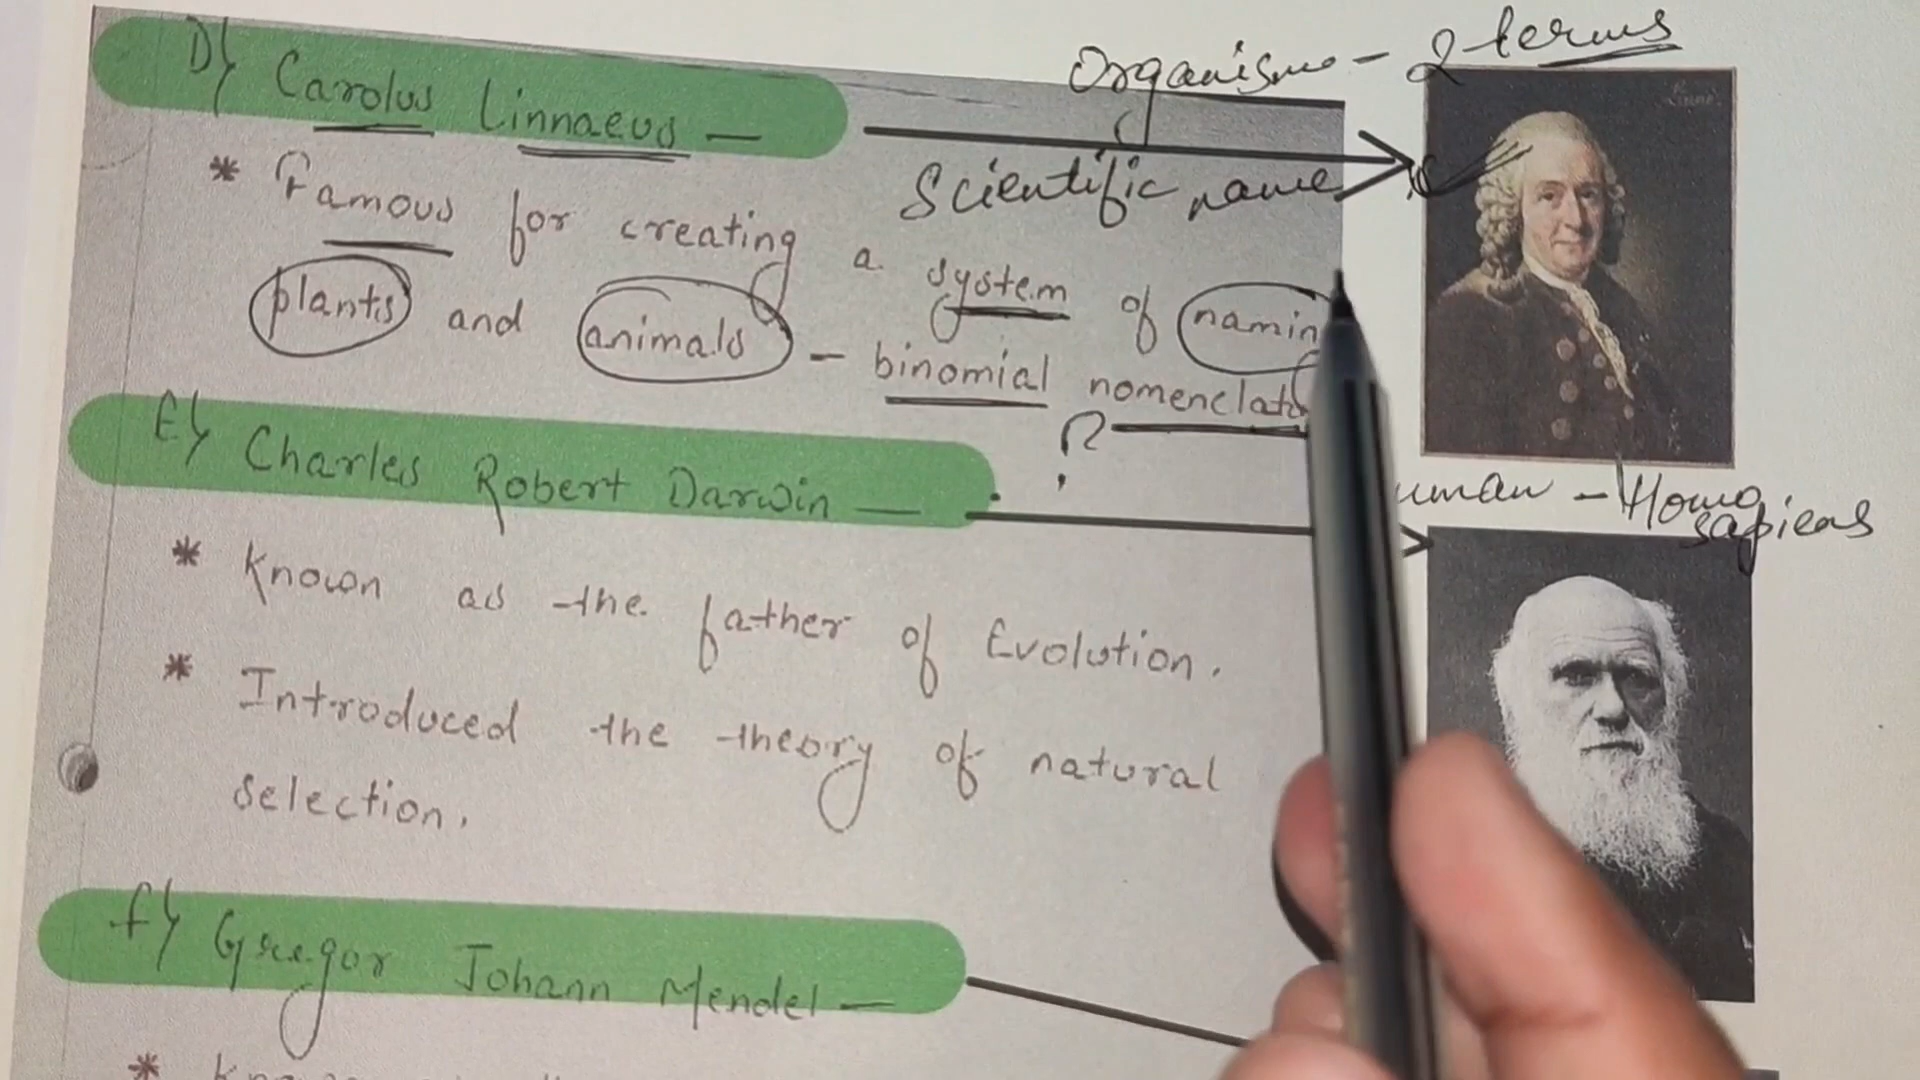 Organism - 2 terms
D) Carolus Linnaeus —
Scientific name
Linné.
* Famous for creating a system of namin
plants and animals - binomial nomenclat
?
E) Charles Robert Darwin —
uman - Homo
sapiens
* Known as the father of Evolution.
* Introduced the theory of natural
selection.
f) Gregor Johann Mendel —
*